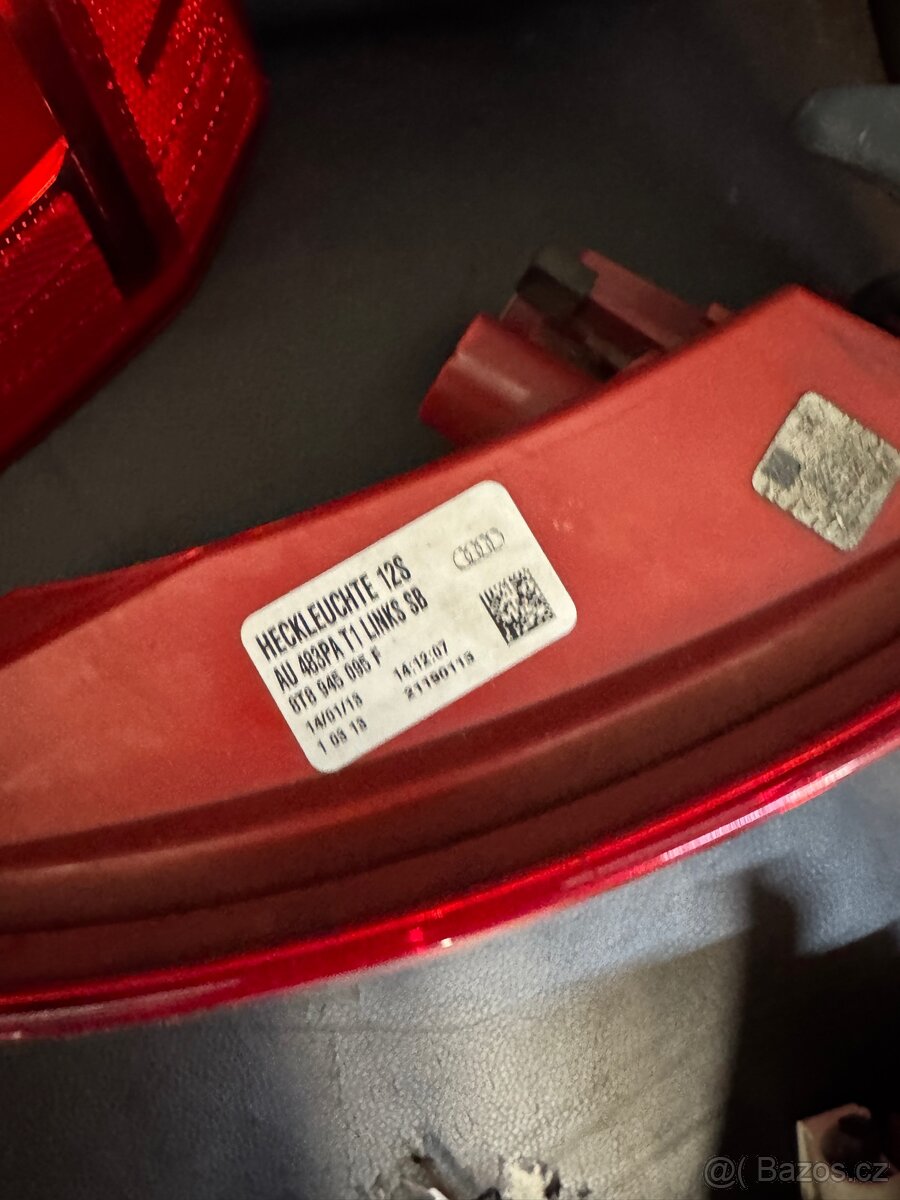 HECKLEUCHTE 12S
AU 483PA T1 LINKS SB
8T8 945 095 F
14/01/13 14:12:07
1 03 13 21190113
@( Bazos.cz